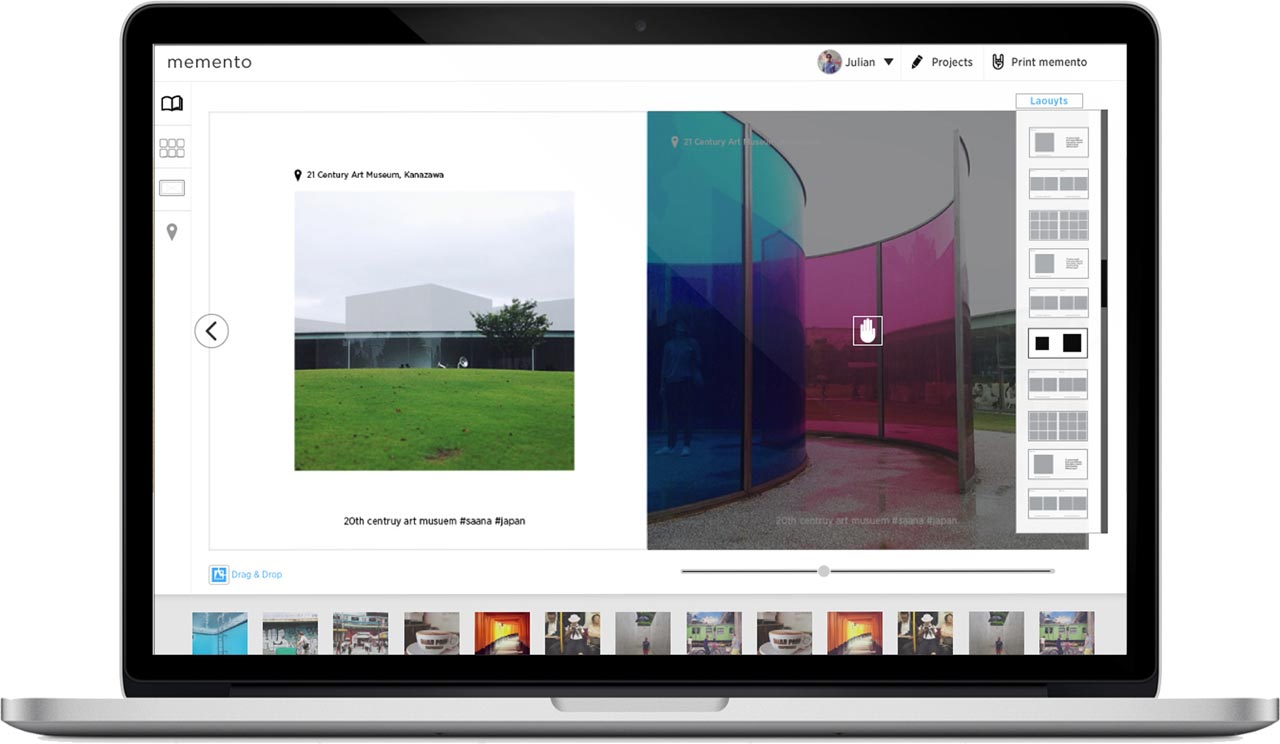 memento
Julian
Projects
Print memento
Laouyts
21 Century Art Museum, Kanazawa
21 Century Art Museum
20th centruy art musuem #saana #japan
20th centruy art musuem #saana #japan
Drag & Drop